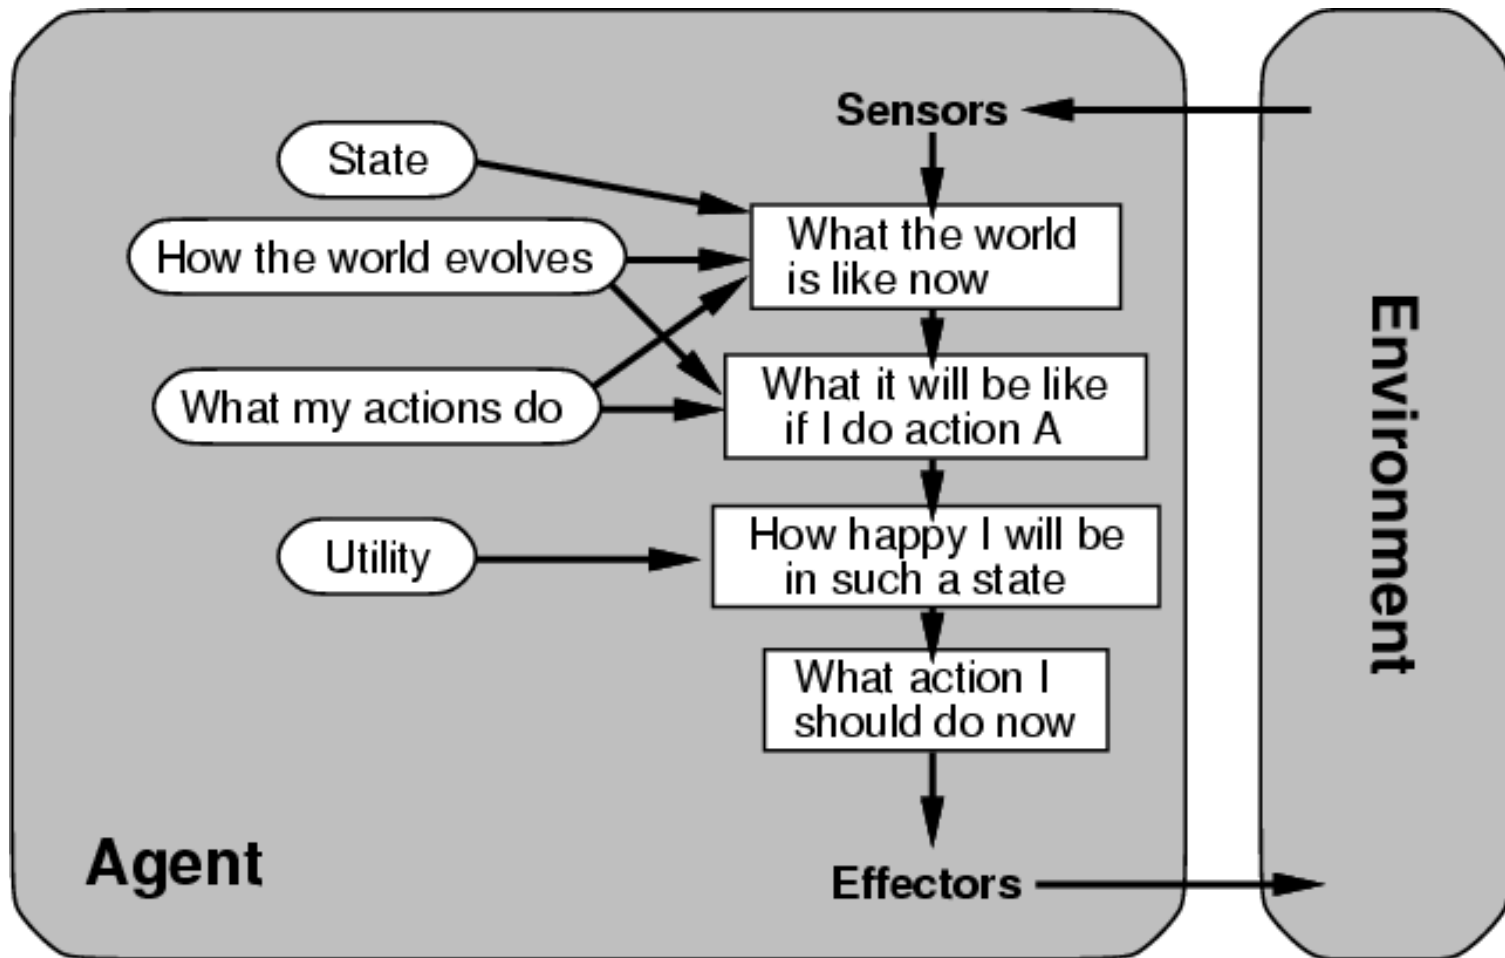 Sensors
State
What the world
is like now
How the world evolves
What my actions do
What it will be like
if I do action A
Utility
How happy I will be
in such a state
What action I
should do now
Agent
Effectors
Environment